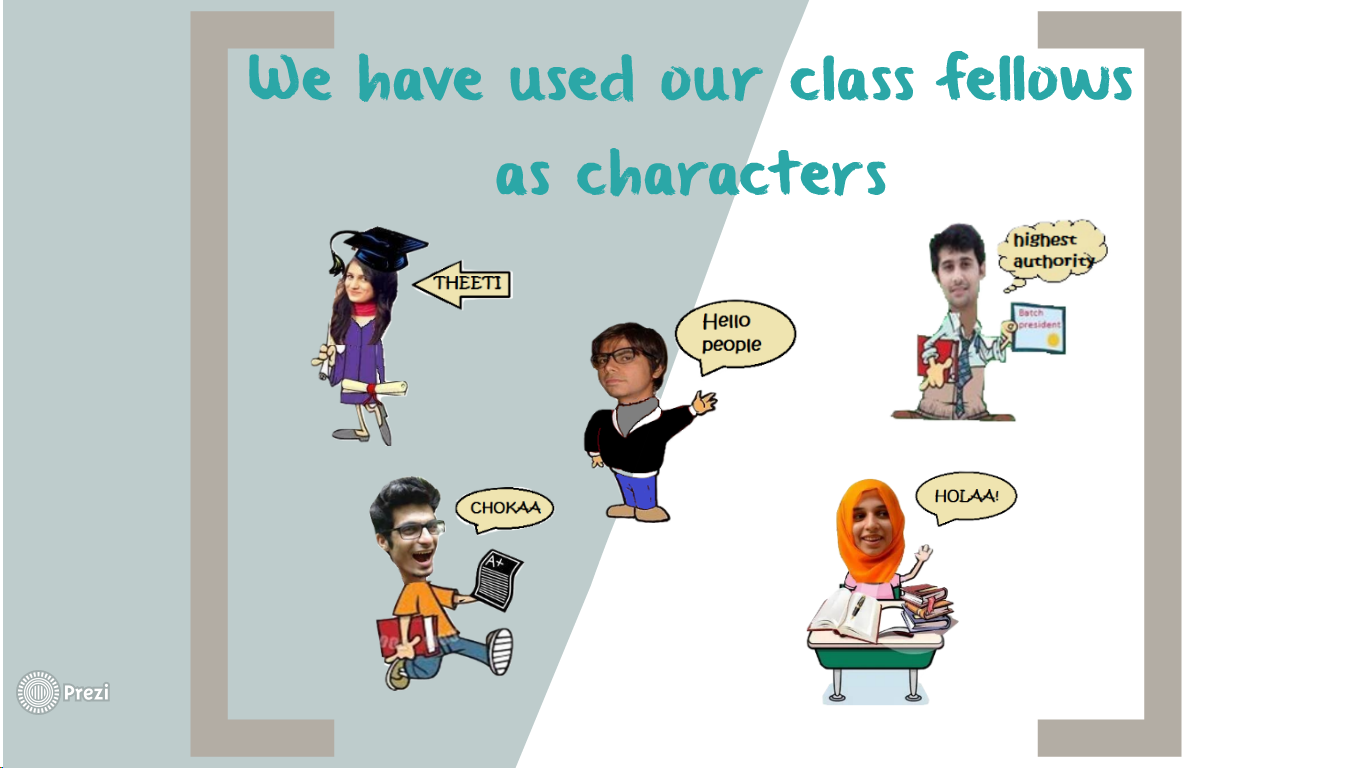 We have used our class fellows
as characters
THEETI
highest
authority
Batch
president
Hello
people
CHOKAA
A+
HOLAA!
Prezi